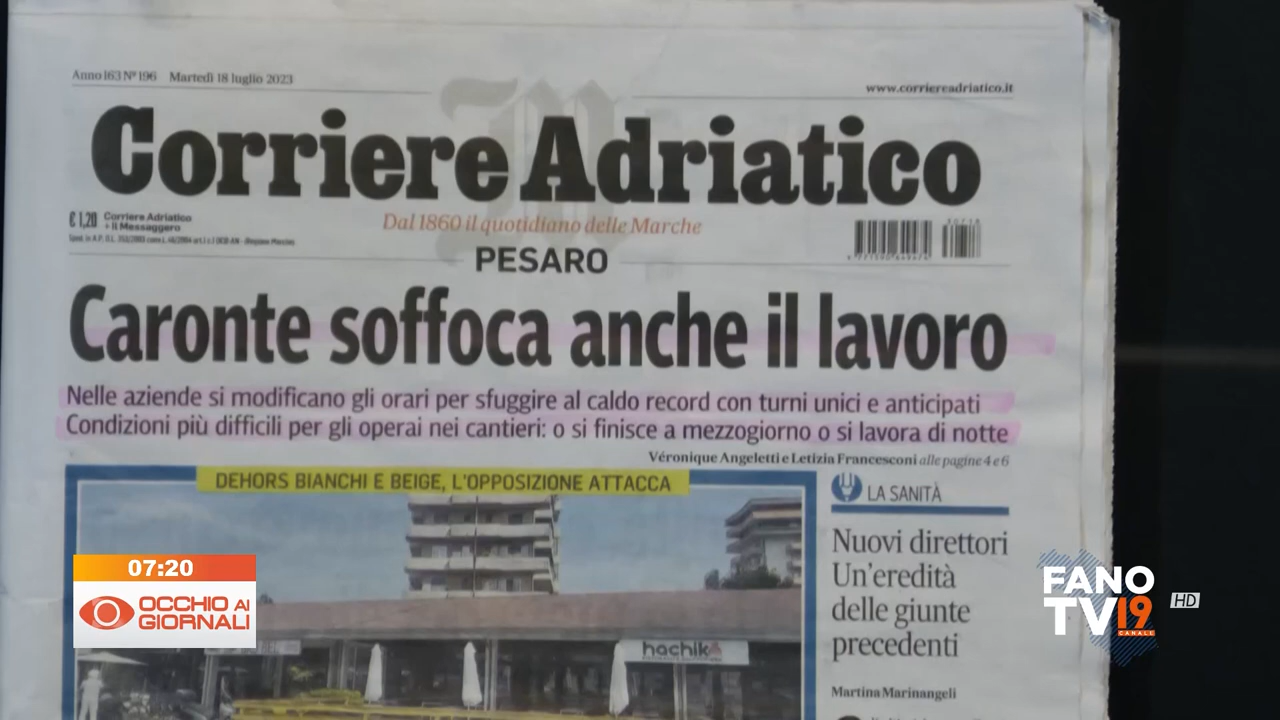 Anno 163 N° 196 Martedì 18 luglio 2023
www.corriereadriatico.it
Corriere Adriatico
€ 1,20 Corriere Adriatico
+ Il Messaggero
Dal 1860 il quotidiano delle Marche
PESARO
Caronte soffoca anche il lavoro
Nelle aziende si modificano gli orari per sfuggire al caldo record con turni unici e anticipati
Condizioni più difficili per gli operai nei cantieri: o si finisce a mezzogiorno o si lavora di notte
Véronique Angeletti e Letizia Francesconi alle pagine 4 e 6
DEHORS BIANCHI E BEIGE, L'OPPOSIZIONE ATTACCA
LA SANITÀ
Nuovi direttori
Un'eredità
delle giunte
precedenti
Martina Marinangeli
hachiko
07:20
OCCHIO AI
GIORNALI
FANO
TV 19
CANALE
HD